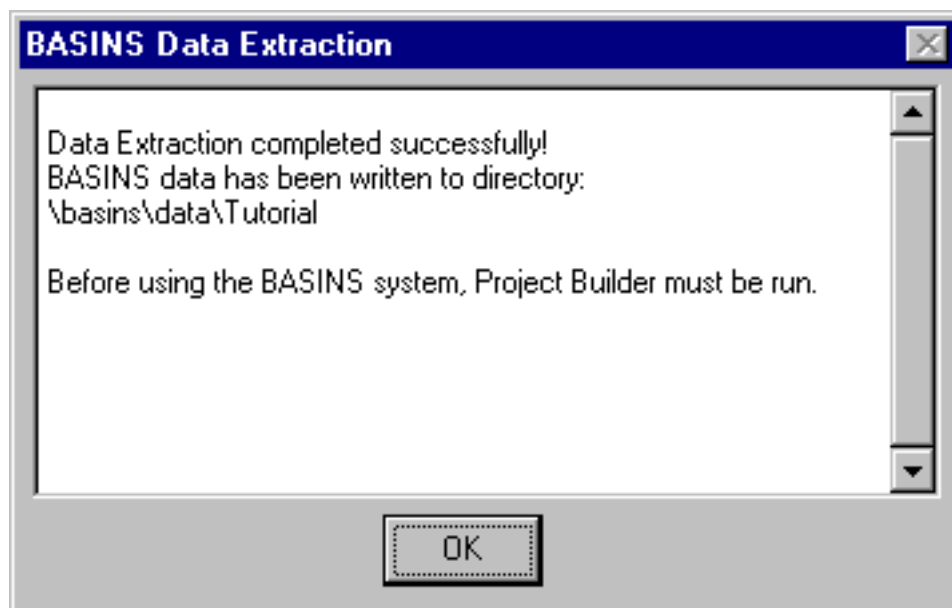 BASINS Data Extraction
Data Extraction completed successfully!
BASINS data has been written to directory:
\basins\data\Tutorial
Before using the BASINS system, Project Builder must be run.
OK